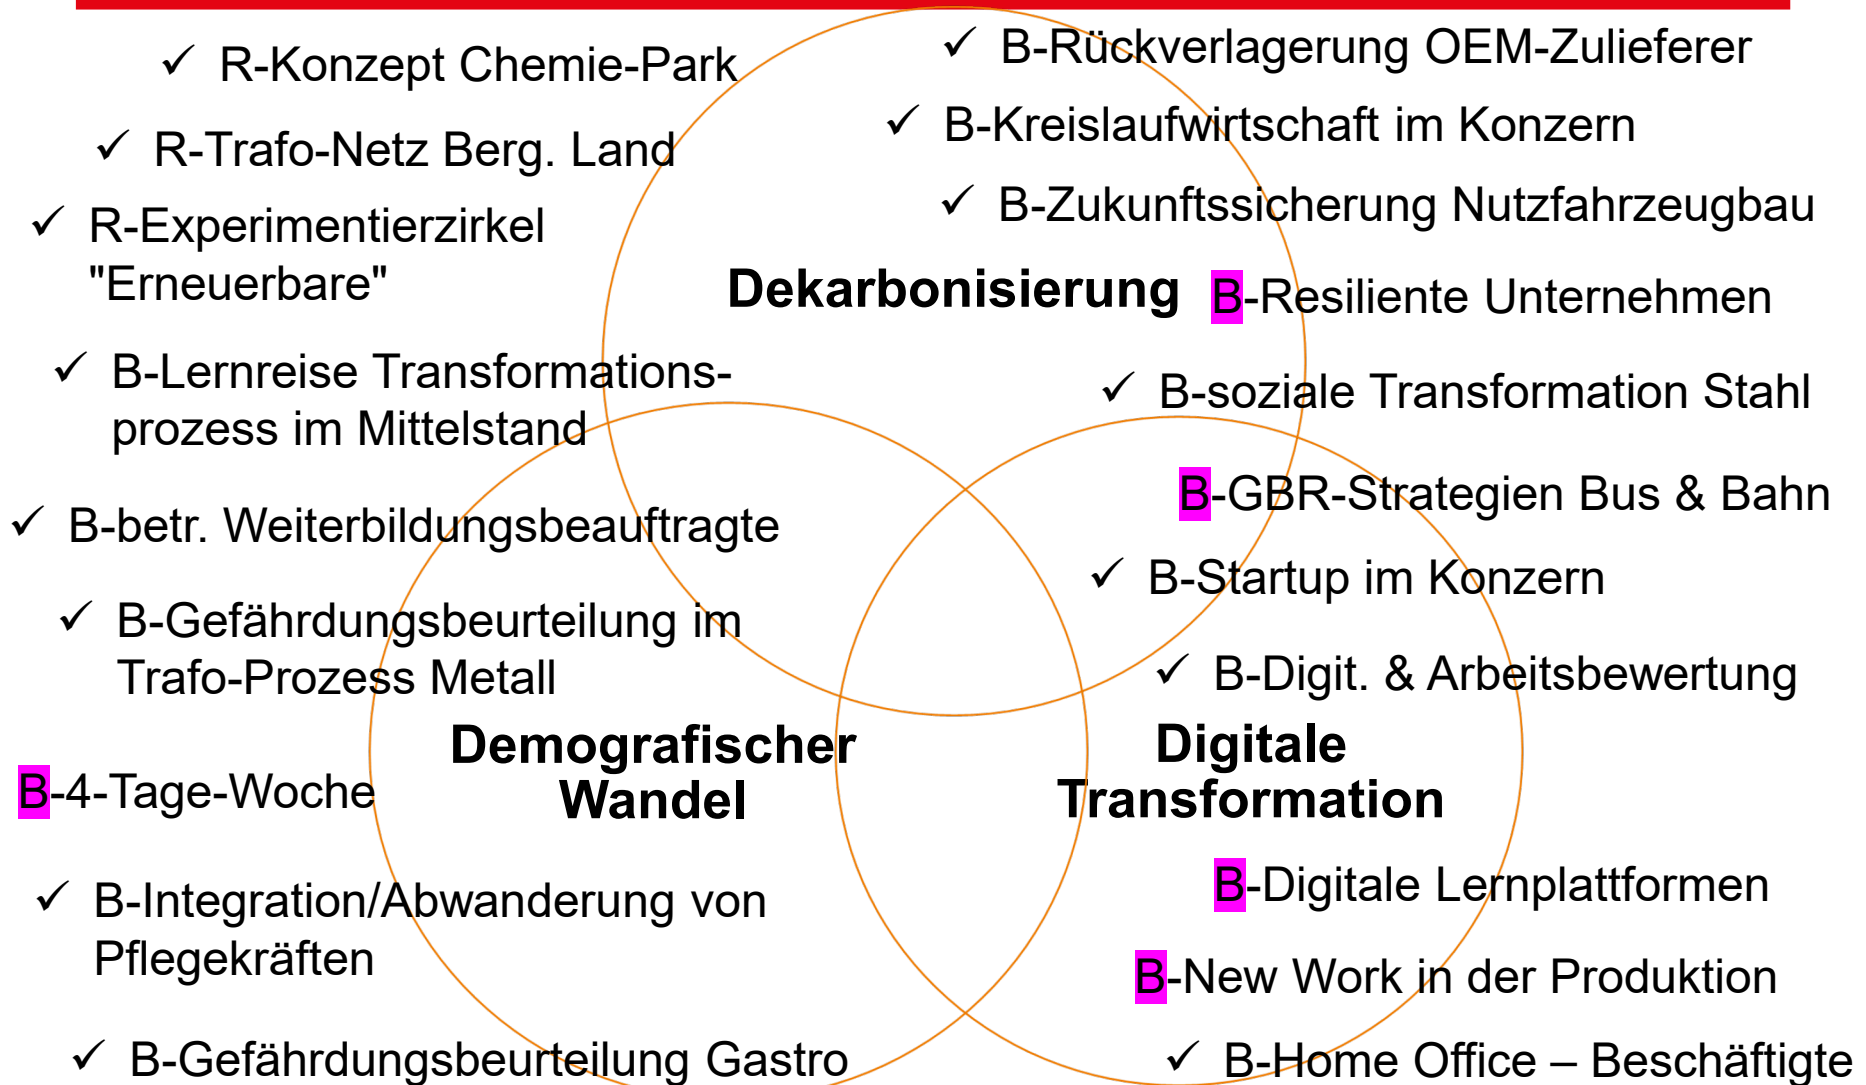 ✓ R-Konzept Chemie-Park
✓ R-Trafo-Netz Berg. Land
✓ R-Experimentierzirkel
"Erneuerbare"
✓ B-Lernreise Transformations-
prozess im Mittelstand
✓ B-betr. Weiterbildungsbeauftragte
✓ B-Gefährdungsbeurteilung im
Trafo-Prozess Metall
B-4-Tage-Woche
✓ B-Integration/Abwanderung von
Pflegekräften
✓ B-Gefährdungsbeurteilung Gastro
Dekarbonisierung
Demografischer
Wandel
Digitale
Transformation
✓ B-Rückverlagerung OEM-Zulieferer
✓ B-Kreislaufwirtschaft im Konzern
✓ B-Zukunftssicherung Nutzfahrzeugbau
B-Resiliente Unternehmen
✓ B-soziale Transformation Stahl
B-GBR-Strategien Bus & Bahn
✓ B-Startup im Konzern
✓ B-Digit. & Arbeitsbewertung
B-Digitale Lernplattformen
B-New Work in der Produktion
✓ B-Home Office – Beschäftigte